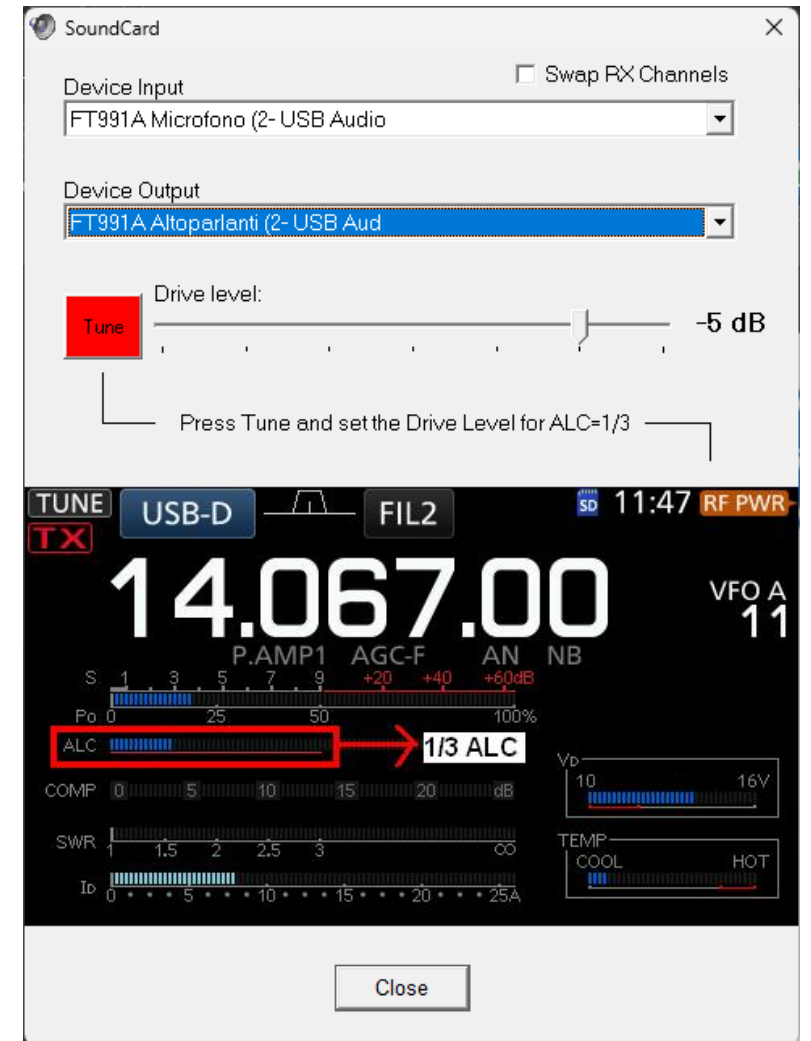 SoundCard
Swap RX Channels
Device Input
FT991A Microfono (2- USB Audio
Device Output
FT991A Altoparlanti (2- USB Aud
Drive level:
Tune
-5 dB
Press Tune and set the Drive Level for ALC=1/3
TUNE USB-D FIL2 SD 11:47 RF PWR
TX
14.067.00 VFO A
11
P.AMP1 AGC-F AN NB
S 1 3 5 7 9 +20 +40 +60dB
Po 0 25 50 100%
ALC 1/3 ALC
COMP 0 5 10 15 20 dB
SWR 1 1.5 2 2.5 3 ∞
ID 0 5 10 15 20 25A
VD
10 16V
TEMP
COOL HOT
Close